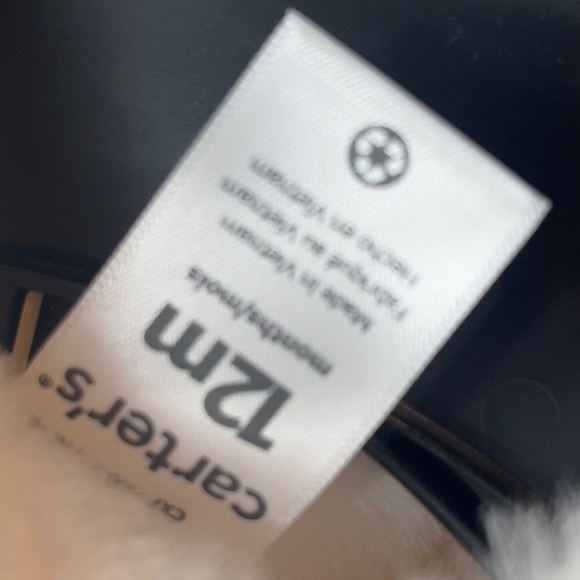 carter's®
12m
months/mois
Made in Vietnam
Fabriqué au Vietnam
Hecho en Vietnam